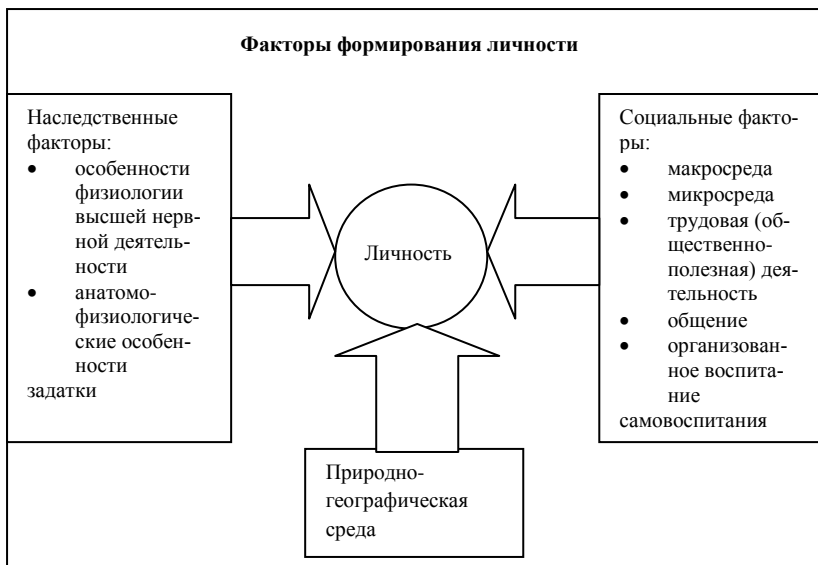 Факторы формирования личности
Наследственные
факторы:
• особенности
физиологии
высшей нерв-
ной деятель-
ности
• анатомо-
физиологиче-
ские особен-
ности
задатки
Личность
Социальные факто-
ры:
• макросреда
• микросреда
• трудовая (об-
щественно-
полезная) дея-
тельность
• общение
• организован-
ное воспита-
ние
самовоспитания
Природно-
географическая
среда